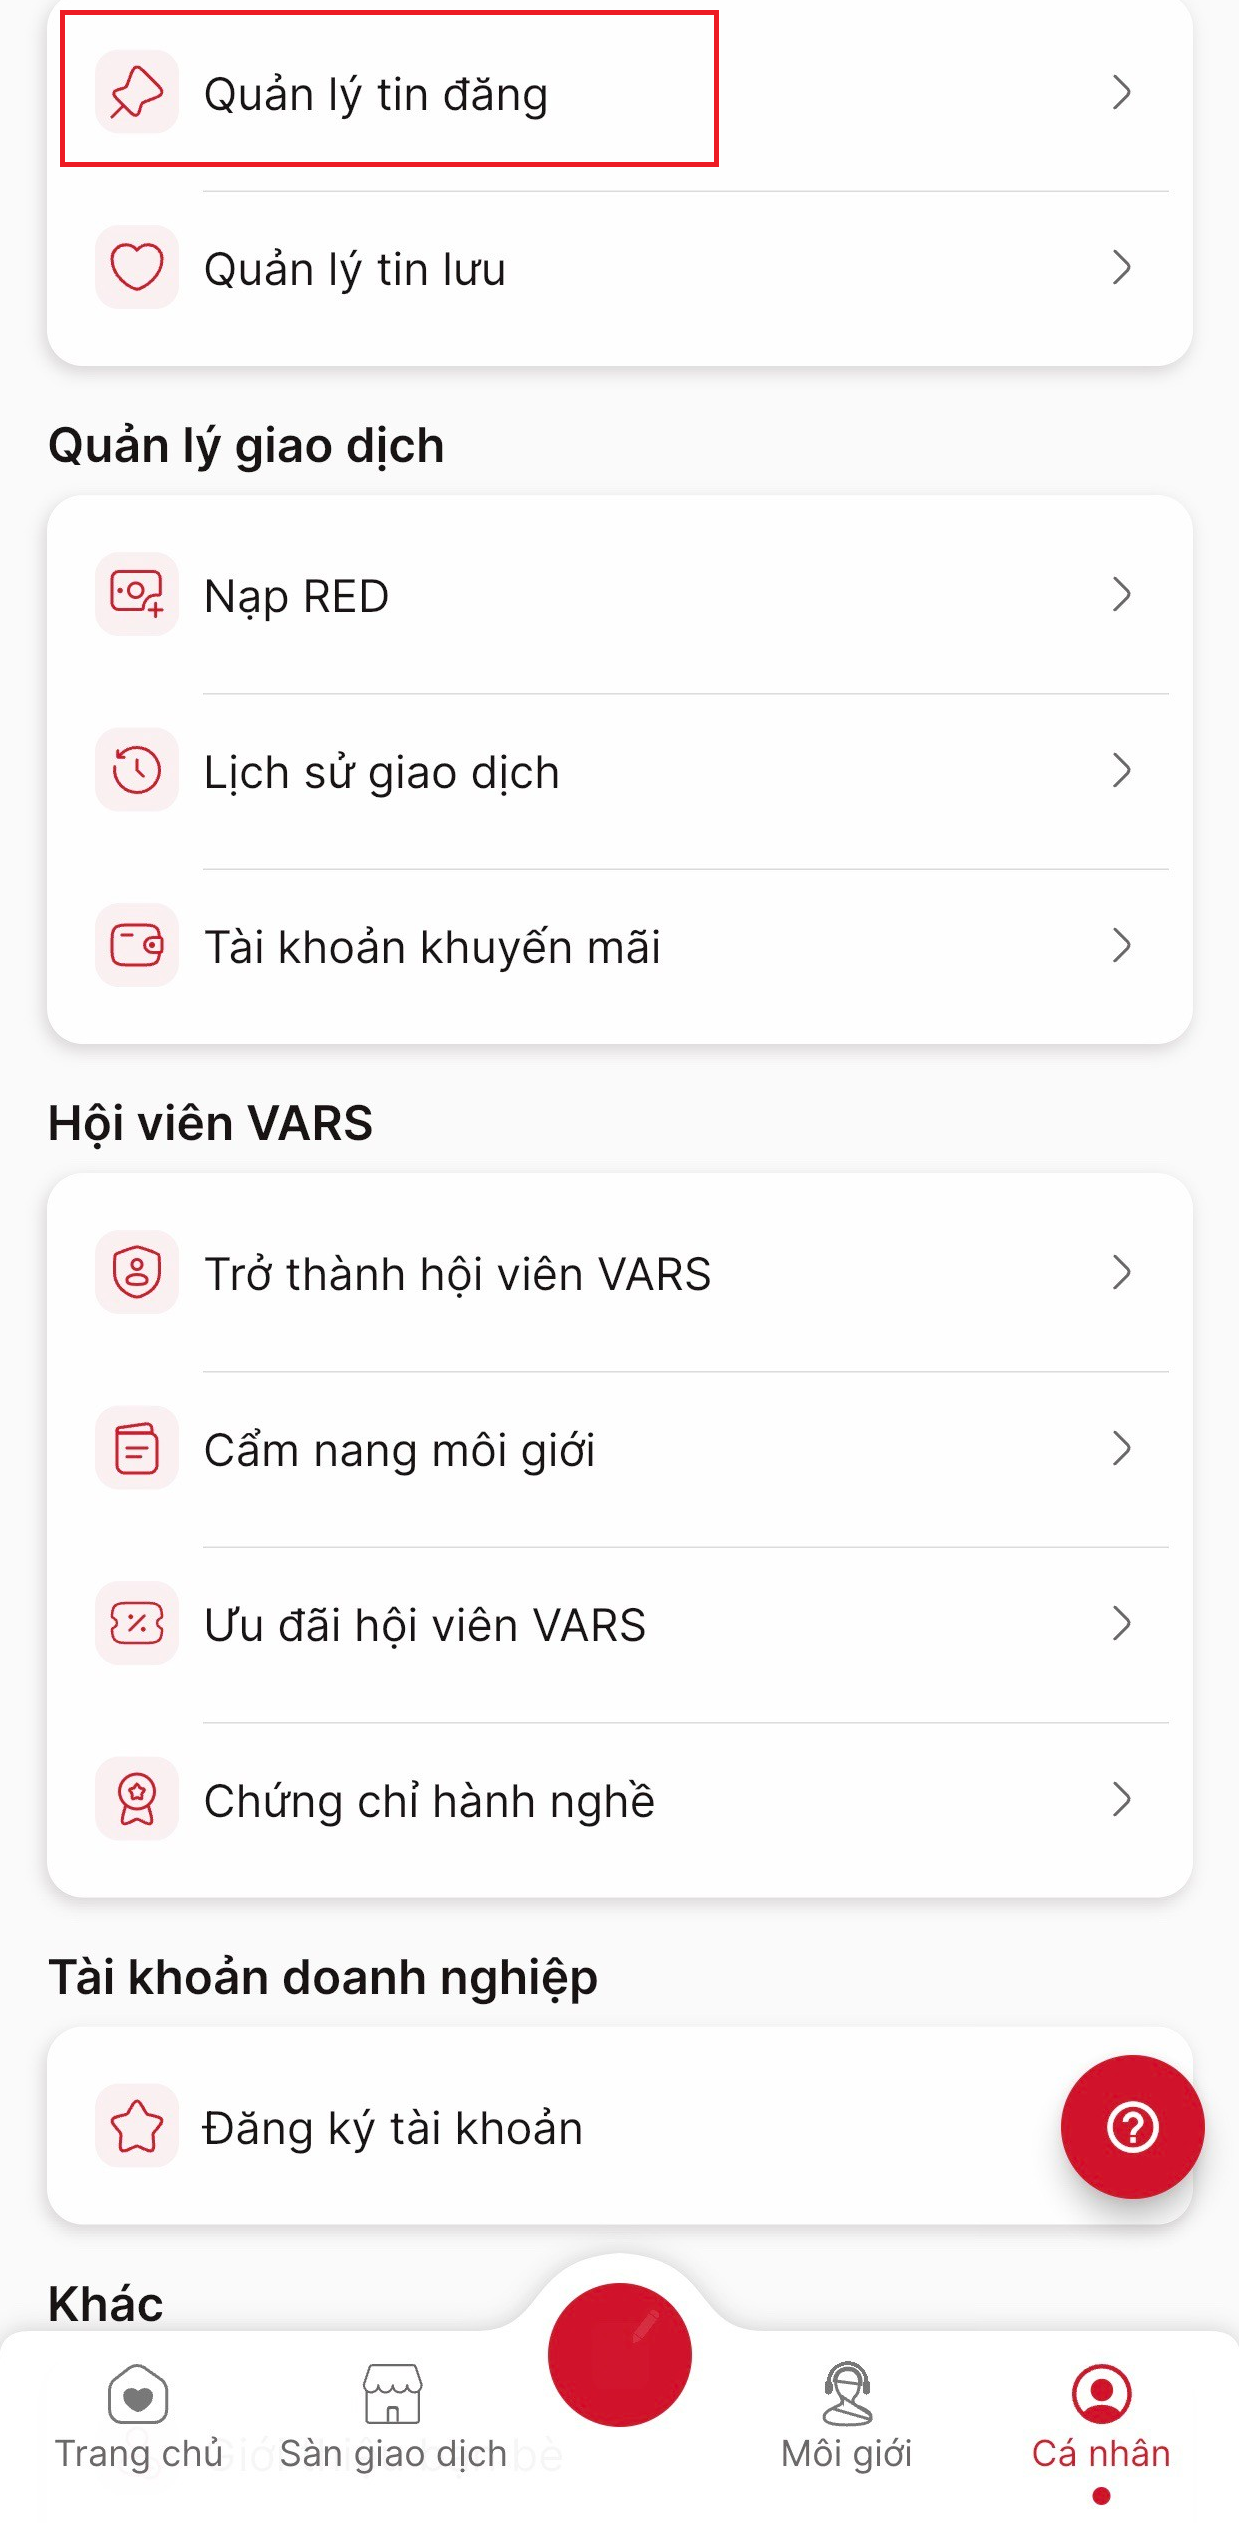 Quản lý tin đăng
Quản lý tin lưu
Quản lý giao dịch
Nạp RED
Lịch sử giao dịch
Tài khoản khuyến mãi
Hội viên VARS
Trở thành hội viên VARS
Cẩm nang môi giới
Ưu đãi hội viên VARS
Chứng chỉ hành nghề
Tài khoản doanh nghiệp
Đăng ký tài khoản
Khác
Trang chủ
Sàn giao dịch
Môi giới
Cá nhân